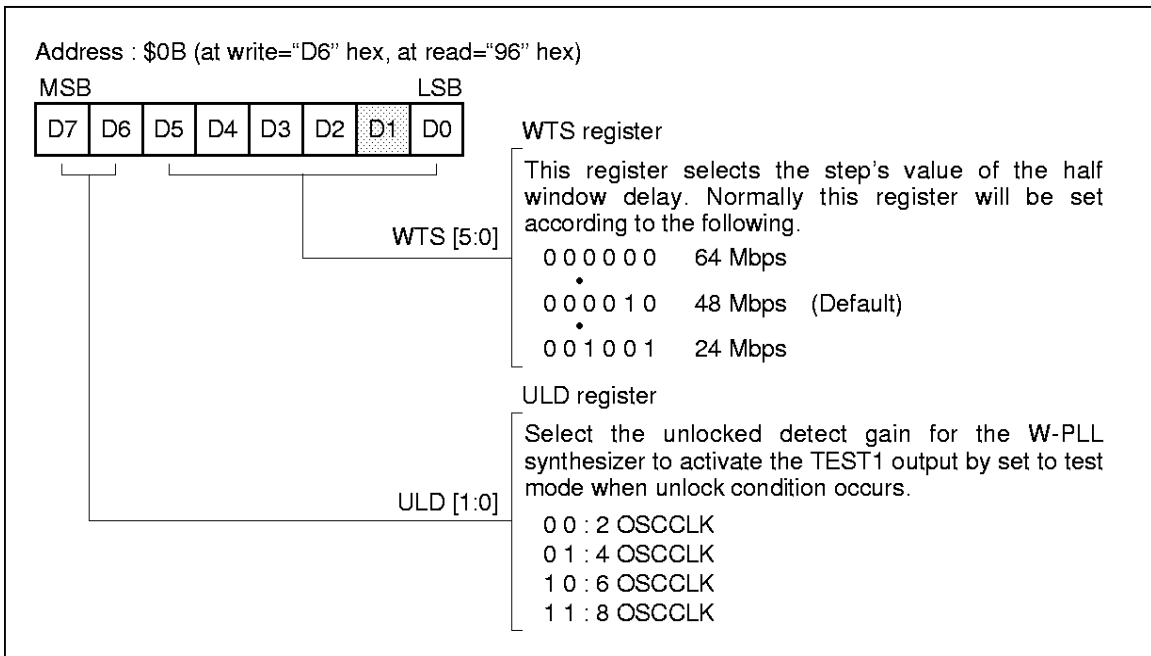 Address : $0B (at write=“D6” hex, at read=“96” hex)
MSB LSB
D7 D6 D5 D4 D3 D2 D1 D0
WTS register
This register selects the step’s value of the half
window delay. Normally this register will be set
according to the following.
WTS [5:0]
0 0 0 0 0 0 64 Mbps
0 0 0 0 1 0 48 Mbps (Default)
0 0 1 0 0 1 24 Mbps
ULD register
Select the unlocked detect gain for the W-PLL
synthesizer to activate the TEST1 output by set to test
mode when unlock condition occurs.
ULD [1:0]
0 0 : 2 OSCCLK
0 1 : 4 OSCCLK
1 0 : 6 OSCCLK
1 1 : 8 OSCCLK